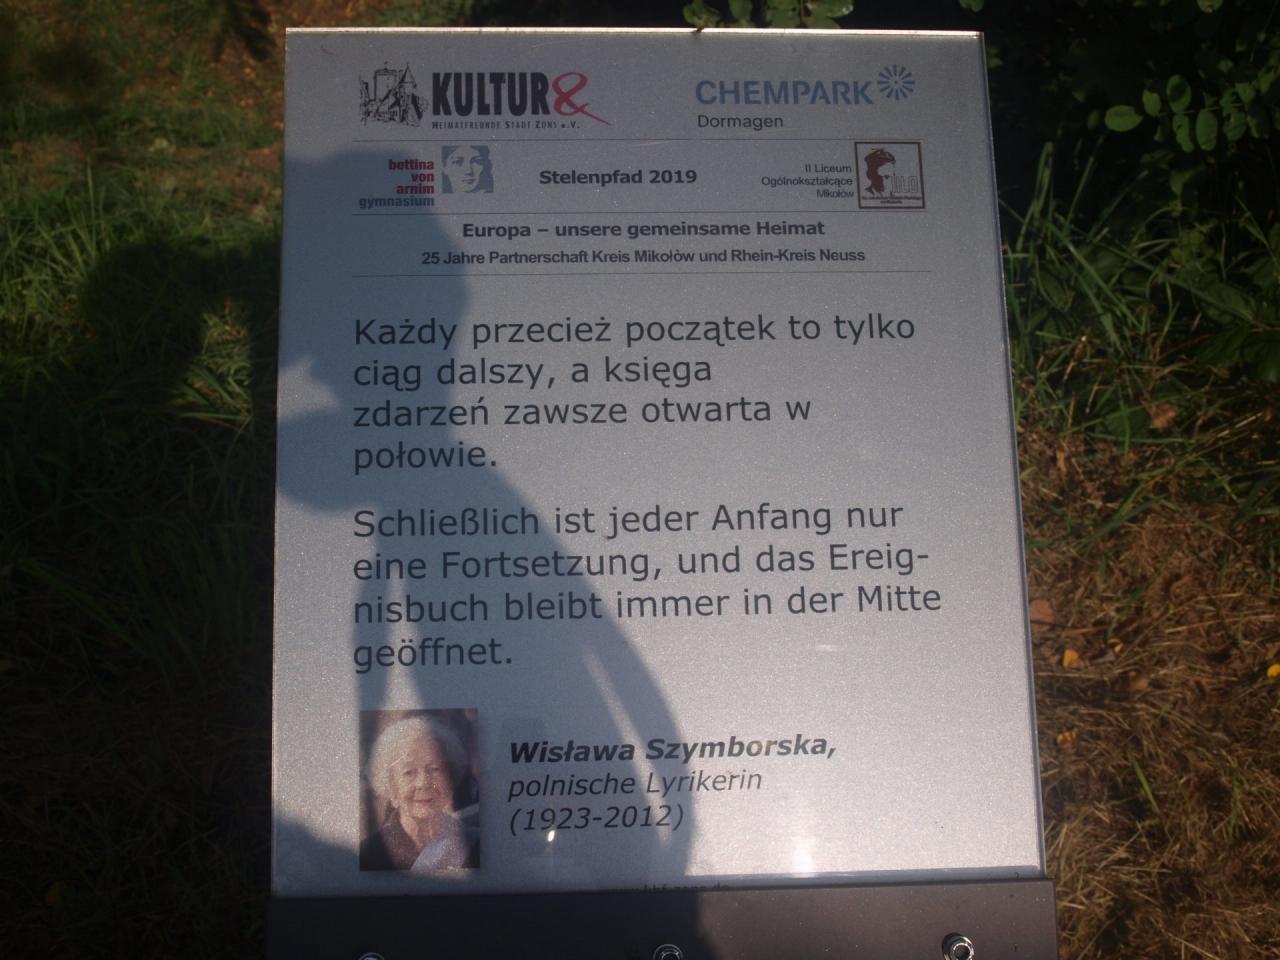 KULTUR&
HEIMATFREUNDE STADT ZONS e.V.
CHEMPARK
Dormagen
bettina
von
arnim
gymnasium
Stelenpfad 2019
II Liceum
Ogólnokształcące
Mikołów
Europa – unsere gemeinsame Heimat
25 Jahre Partnerschaft Kreis Mikołòw und Rhein-Kreis Neuss
Każdy przecież początek to tylko
ciąg dalszy, a księga
zdarzeń zawsze otwarta w
połowie.
Schließlich ist jeder Anfang nur
eine Fortsetzung, und das Ereig-
nisbuch bleibt immer in der Mitte
geöffnet.
Wisława Szymborska,
polnische Lyrikerin
(1923-2012)